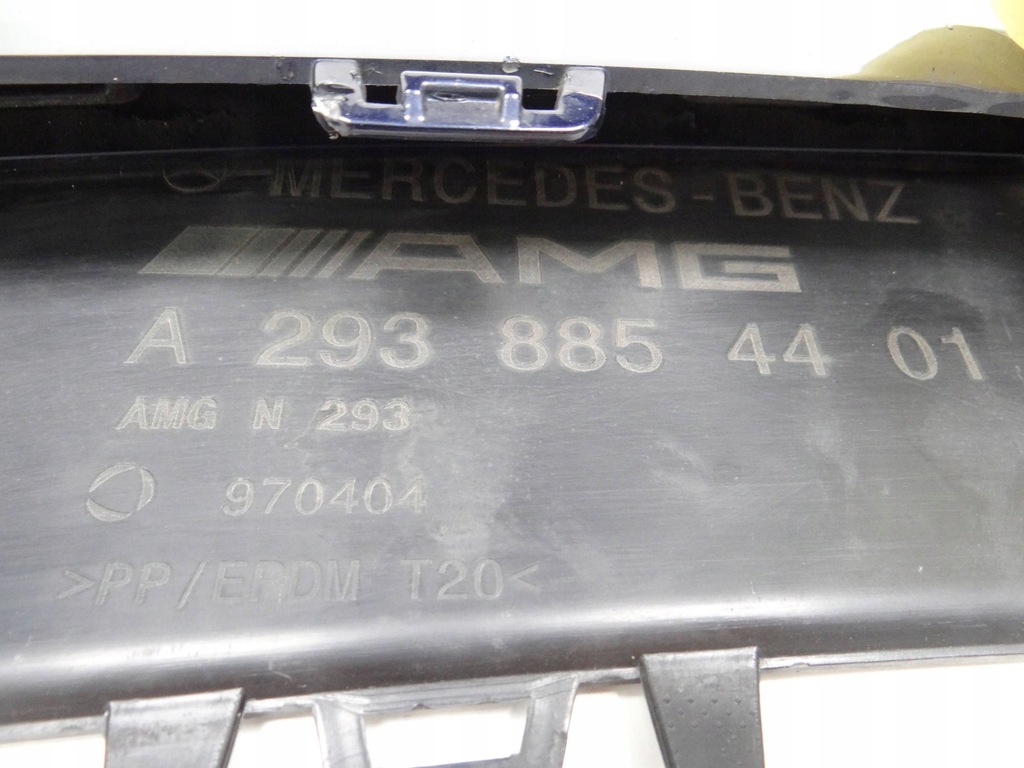 MERCEDES-BENZ
AMG
A 293 885 44 01
AMG N 293
970404
>PP/EPDM T20<